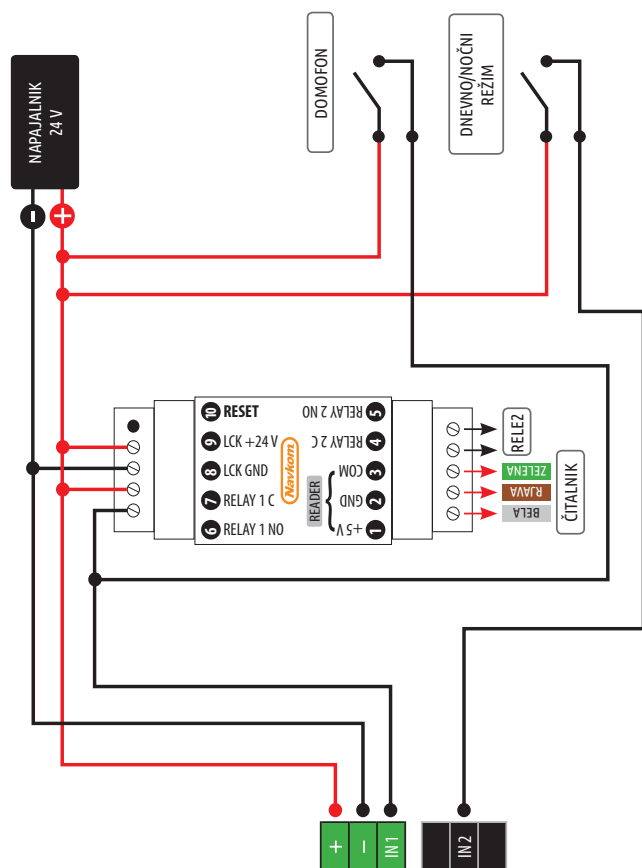 NAPAJALNIK
24 V
-
+
DOMOFON
DNEVNO/NOČNI
REŽIM
10 RESET
9 LCK +24 V
8 LCK GND
7 RELAY 1 C
6 RELAY 1 NO
Navkom
READER
5 RELAY 2 NO
4 RELAY 2 C
3 COM
2 GND
1 +5 V
RELE2
ZELENA
RJAVA
BELA
ČITALNIK
+
−
IN1
IN2